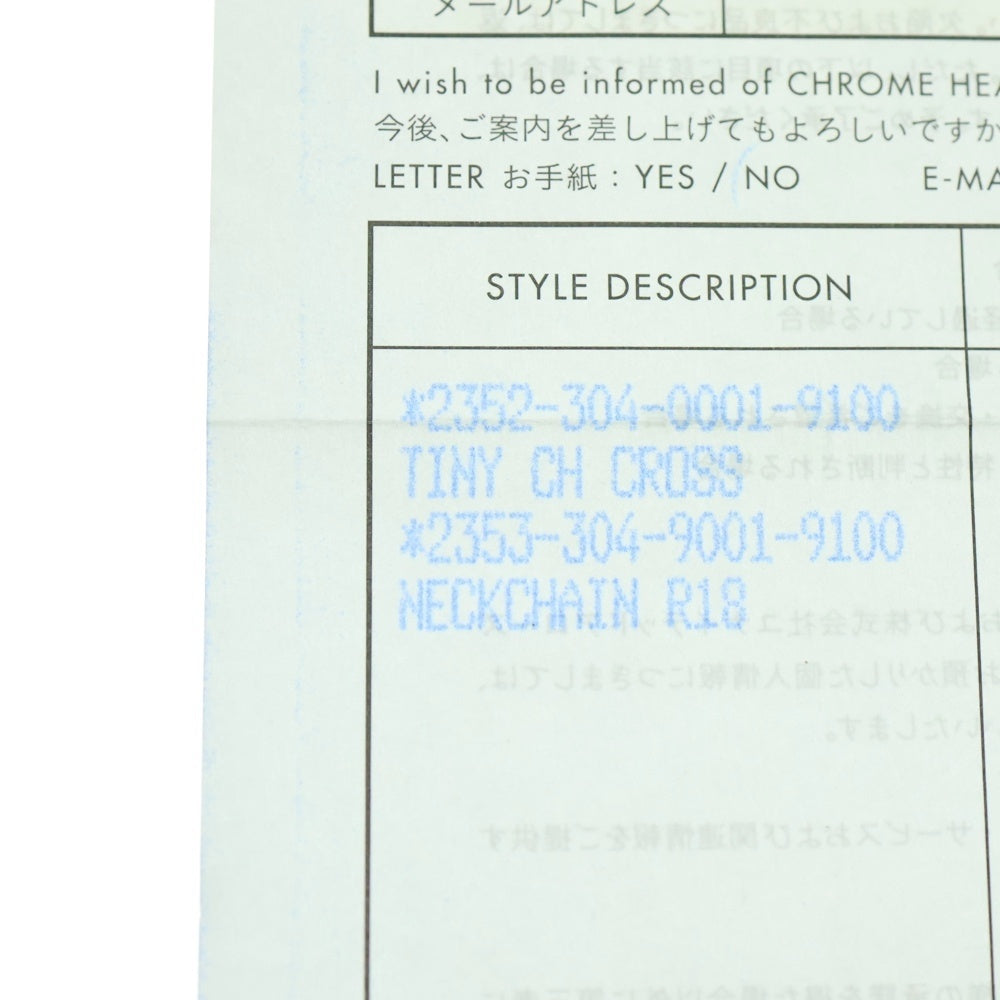 メールアドレス
I wish to be informed of CHROME HEA
今後、ご案内を差し上げてもよろしいですか
LETTER お手紙 : YES / NO E-MA
STYLE DESCRIPTION
*2352-304-0001-9100
TINY CH CROSS
*2353-304-9001-9100
NECKCHAIN R18